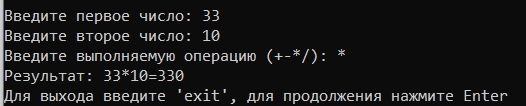 Введите первое число: 33
Введите второе число: 10
Введите выполняемую операцию (+-*/): *
Результат: 33*10=330
Для выхода введите 'exit', для продолжения нажмите Enter